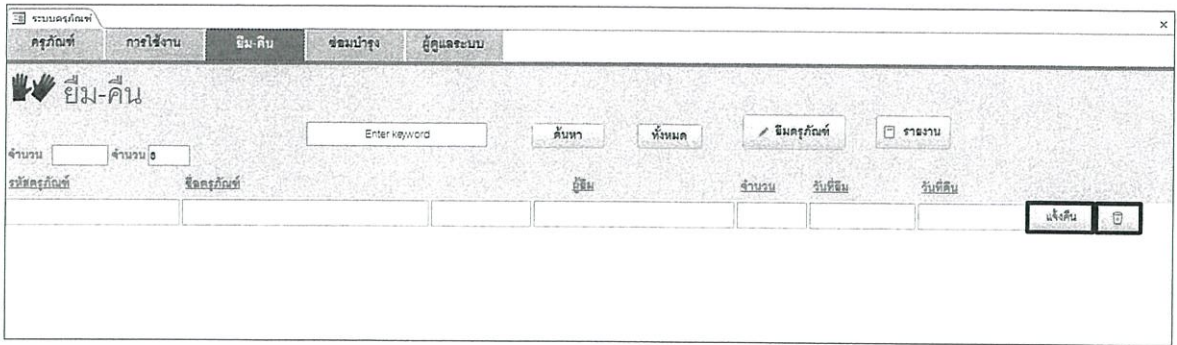 ระบบครุภัณฑ์
ครุภัณฑ์ การใช้งาน ยืม-คืน ซ่อมบำรุง ผู้ดูแลระบบ
ยืม-คืน
Enter keyword ค้นหา ทั้งหมด ยืมครุภัณฑ์ รายงาน
จำนวน จำนวน 0
รหัสครุภัณฑ์ ชื่อครุภัณฑ์ ผู้ยืม จำนวน วันที่ยืม วันที่คืน
แจ้งคืน